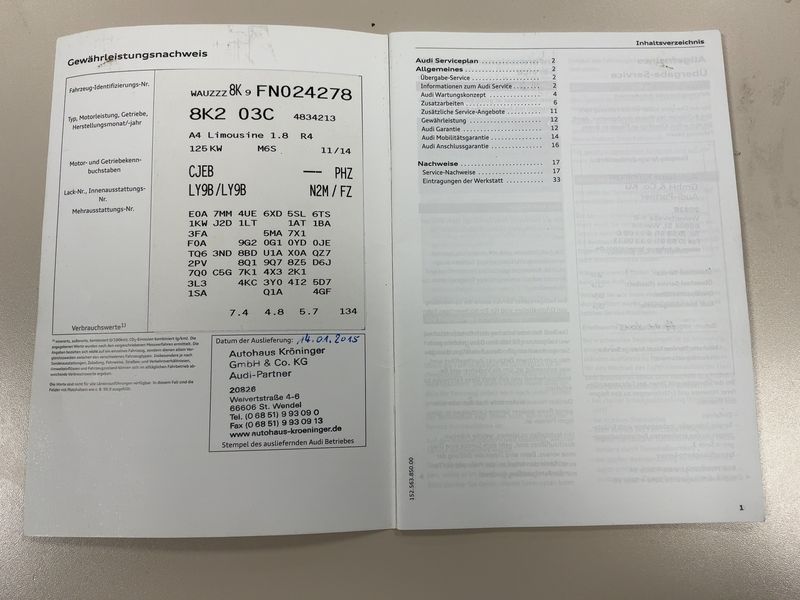 Gewährleistungsnachweis
Fahrzeug-Identifizierungs-Nr.
WAUZZZ 8K 9 FN024278
Typ, Motorleistung, Getriebe,
Herstellungsmonat/-jahr
8K2 03C 4834213
A4 Limousine 1.8 R4
125 KW M6S 11/14
Motor- und Getriebekenn-
buchstaben
CJEB --- PHZ
Lack-Nr., Innenausstattungs-
Nr.
LY9B/LY9B N2M / FZ
Mehrausstattungs-Nr.
E0A 7MM 4UE 6XD 5SL 6TS
1KW J2D 1LT 1AT 1BA
3FA 5MA 7X1
F0A 9G2 0G1 0YD 0JE
TQ6 3ND 8BD U1A X0A QZ7
2PV 8Q1 9Q7 8Z5 D6J
7Q0 C5G 7K1 4X3 2K1
3L3 4KC 3Y0 4I2 5D7
1SA Q1A 4GF
7.4 4.8 5.7 134
Verbrauchswerte
Datum der Auslieferung: 14.01.2015
Autohaus Kröninger
GmbH & Co. KG
Audi-Partner
20826
Weivertstraße 4-6
66606 St. Wendel
Tel. (0 68 51) 9 93 09 0
Fax (0 68 51) 9 93 09 13
www.autohaus-kroeninger.de
Stempel des ausliefernden Audi Betriebes
Inhaltsverzeichnis
Audi Serviceplan 2
Allgemeines 2
Übergabe-Service 2
Informationen zum Audi Service 2
Audi Wartungskonzept 4
Zusatzarbeiten 6
Zusätzliche Service-Angebote 11
Gewährleistung 12
Audi Garantie 12
Audi Mobilitätsgarantie 14
Audi Anschlussgarantie 16
Nachweise 17
Service-Nachweise 17
Eintragungen der Werkstatt 33
152.563.850.00
1